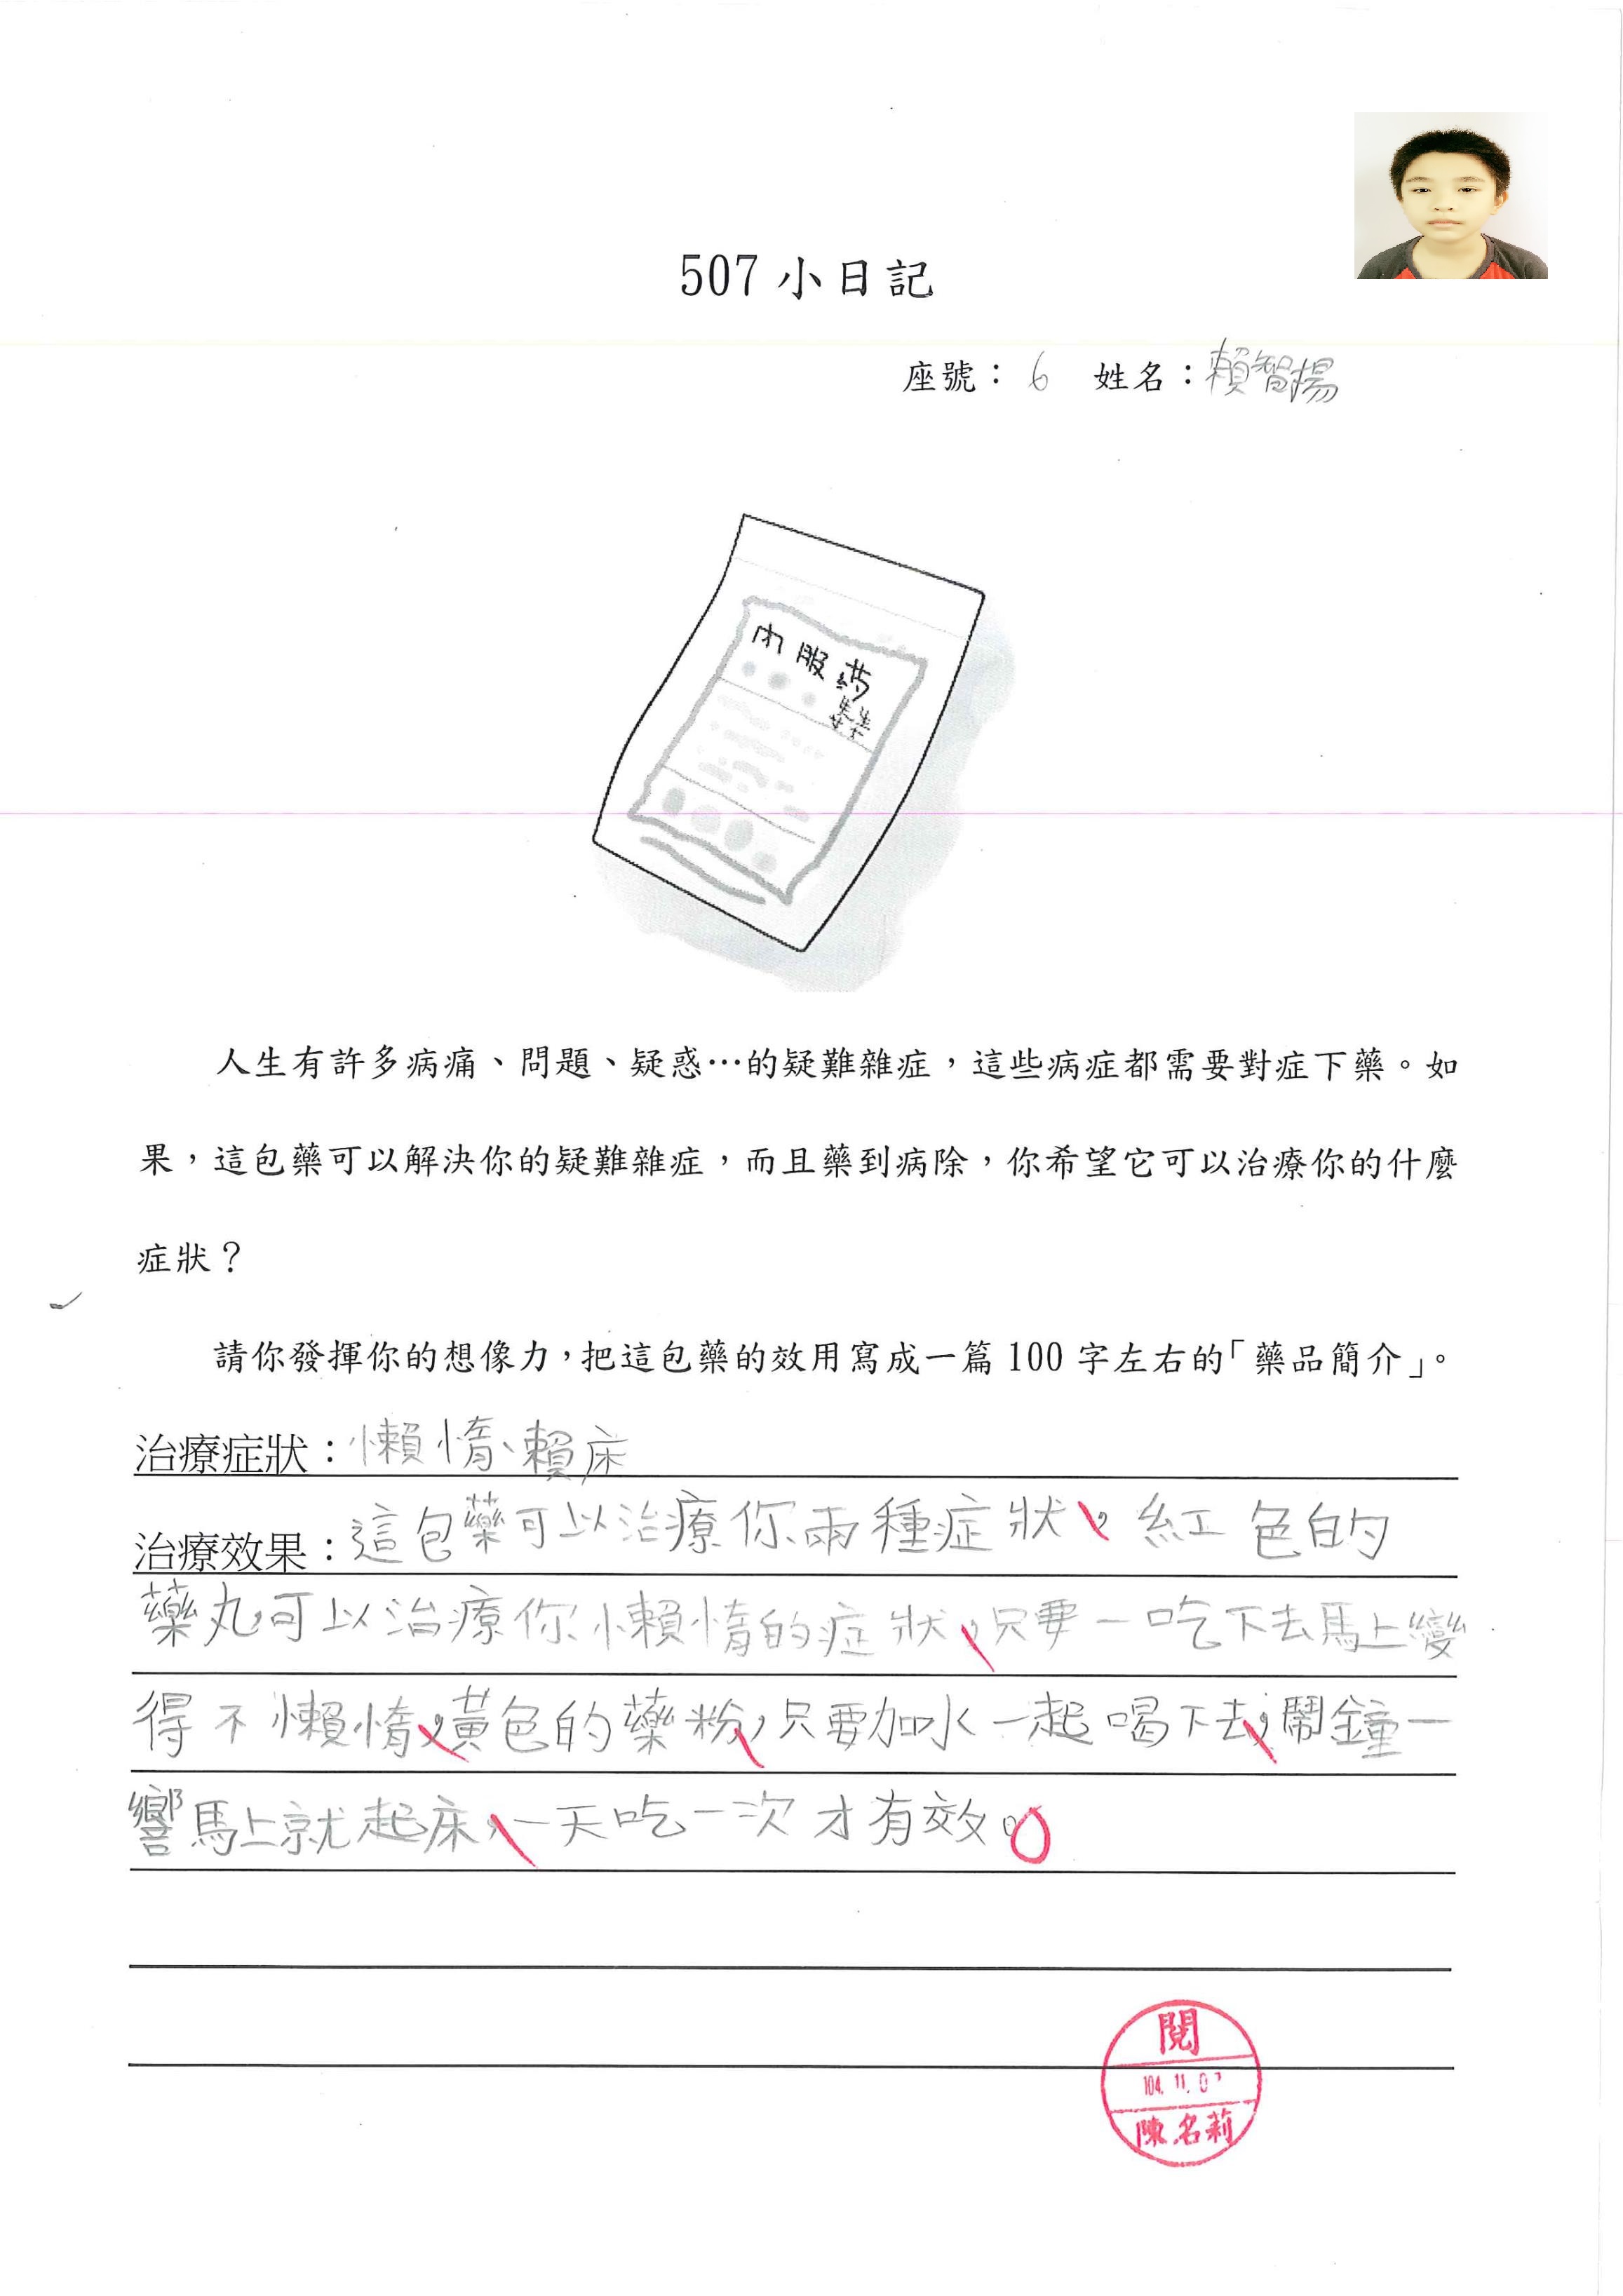 507 小日記
座號：6 姓名：賴智揚
內服藥
人生有許多病痛、問題、疑惑…的疑難雜症，這些病症都需要對症下藥。如
果，這包藥可以解決你的疑難雜症，而且藥到病除，你希望它可以治療你的什麼
症狀？
請你發揮你的想像力，把這包藥的效用寫成一篇 100 字左右的「藥品簡介」。
治療症狀：懶惰、賴床
治療效果：這包藥可以治療你兩種症狀，紅色的
藥丸，可以治療你懶惰的症狀，只要一吃下去馬上變
得不懶惰，黃色的藥粉，只要加水一起喝下去，鬧鐘一
響馬上就起床，一天吃一次才有效。
閱
104. 11. 0
陳名莉